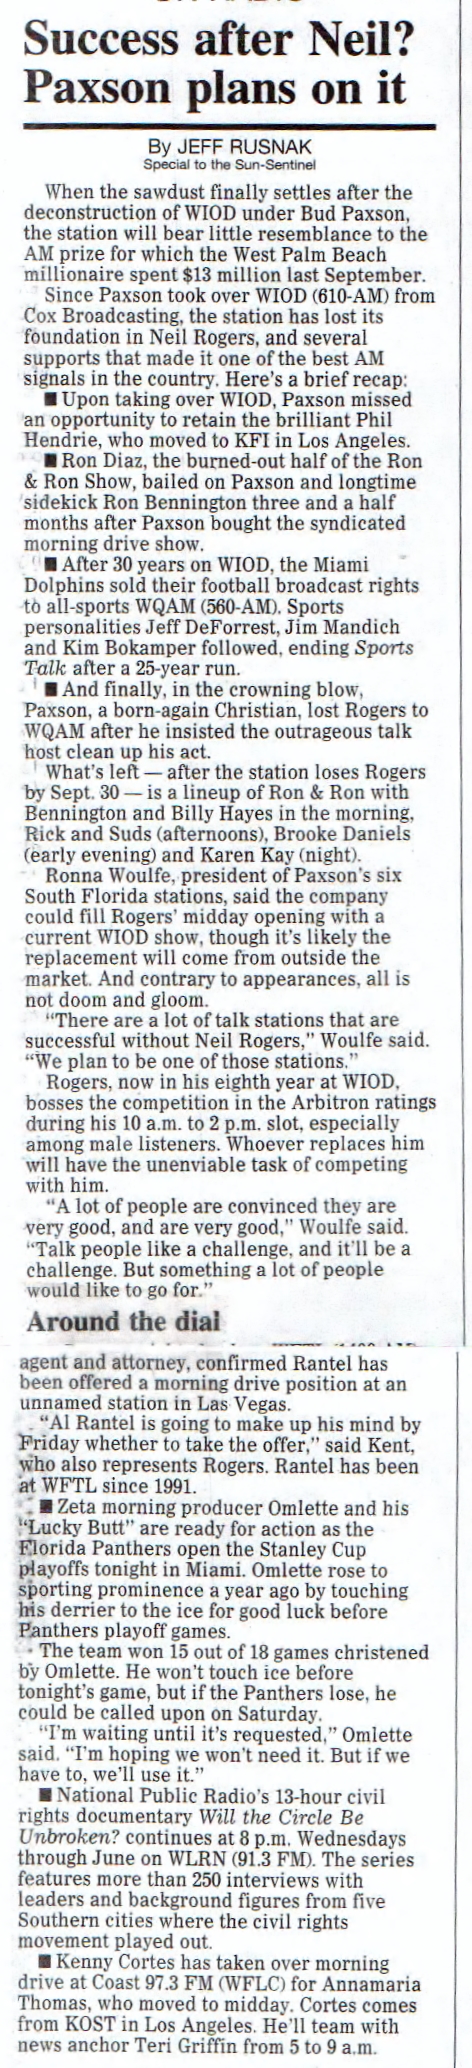 Success after Neil?
Paxson plans on it
By JEFF RUSNAK
Special to the Sun-Sentinel
When the sawdust finally settles after the
deconstruction of WIOD under Bud Paxson,
the station will bear little resemblance to the
AM prize for which the West Palm Beach
millionaire spent $13 million last September.
Since Paxson took over WIOD (610-AM) from
Cox Broadcasting, the station has lost its
foundation in Neil Rogers, and several
supports that made it one of the best AM
signals in the country. Here's a brief recap:
■ Upon taking over WIOD, Paxson missed
an opportunity to retain the brilliant Phil
Hendrie, who moved to KFI in Los Angeles.
■ Ron Diaz, the burned-out half of the Ron
& Ron Show, bailed on Paxson and longtime
sidekick Ron Bennington three and a half
months after Paxson bought the syndicated
morning drive show.
■ After 30 years on WIOD, the Miami
Dolphins sold their football broadcast rights
to all-sports WQAM (560-AM). Sports
personalities Jeff DeForrest, Jim Mandich
and Kim Bokamper followed, ending Sports
Talk after a 25-year run.
■ And finally, in the crowning blow,
Paxson, a born-again Christian, lost Rogers to
WQAM after he insisted the outrageous talk
host clean up his act.
What's left — after the station loses Rogers
by Sept. 30 — is a lineup of Ron & Ron with
Bennington and Billy Hayes in the morning,
Rick and Suds (afternoons), Brooke Daniels
(early evening) and Karen Kay (night).
Ronna Woulfe, president of Paxson's six
South Florida stations, said the company
could fill Rogers' midday opening with a
current WIOD show, though it's likely the
replacement will come from outside the
market. And contrary to appearances, all is
not doom and gloom.
"There are a lot of talk stations that are
successful without Neil Rogers," Woulfe said.
"We plan to be one of those stations."
Rogers, now in his eighth year at WIOD,
bosses the competition in the Arbitron ratings
during his 10 a.m. to 2 p.m. slot, especially
among male listeners. Whoever replaces him
will have the unenviable task of competing
with him.
"A lot of people are convinced they are
very good, and are very good," Woulfe said.
"Talk people like a challenge, and it'll be a
challenge. But something a lot of people
would like to go for."
Around the dial
agent and attorney, confirmed Rantel has
been offered a morning drive position at an
unnamed station in Las Vegas.
"Al Rantel is going to make up his mind by
Friday whether to take the offer," said Kent,
who also represents Rogers. Rantel has been
at WFTL since 1991.
■ Zeta morning producer Omlette and his
"Lucky Butt" are ready for action as the
Florida Panthers open the Stanley Cup
playoffs tonight in Miami. Omlette rose to
sporting prominence a year ago by touching
his derrier to the ice for good luck before
Panthers playoff games.
The team won 15 out of 18 games christened
by Omlette. He won't touch ice before
tonight's game, but if the Panthers lose, he
could be called upon on Saturday.
"I'm waiting until it's requested," Omlette
said. "I'm hoping we won't need it. But if we
have to, we'll use it."
■ National Public Radio's 13-hour civil
rights documentary Will the Circle Be
Unbroken? continues at 8 p.m. Wednesdays
through June on WLRN (91.3 FM). The series
features more than 250 interviews with
leaders and background figures from five
Southern cities where the civil rights
movement played out.
■ Kenny Cortes has taken over morning
drive at Coast 97.3 FM (WFLC) for Annamaria
Thomas, who moved to midday. Cortes comes
from KOST in Los Angeles. He'll team with
news anchor Teri Griffin from 5 to 9 a.m.